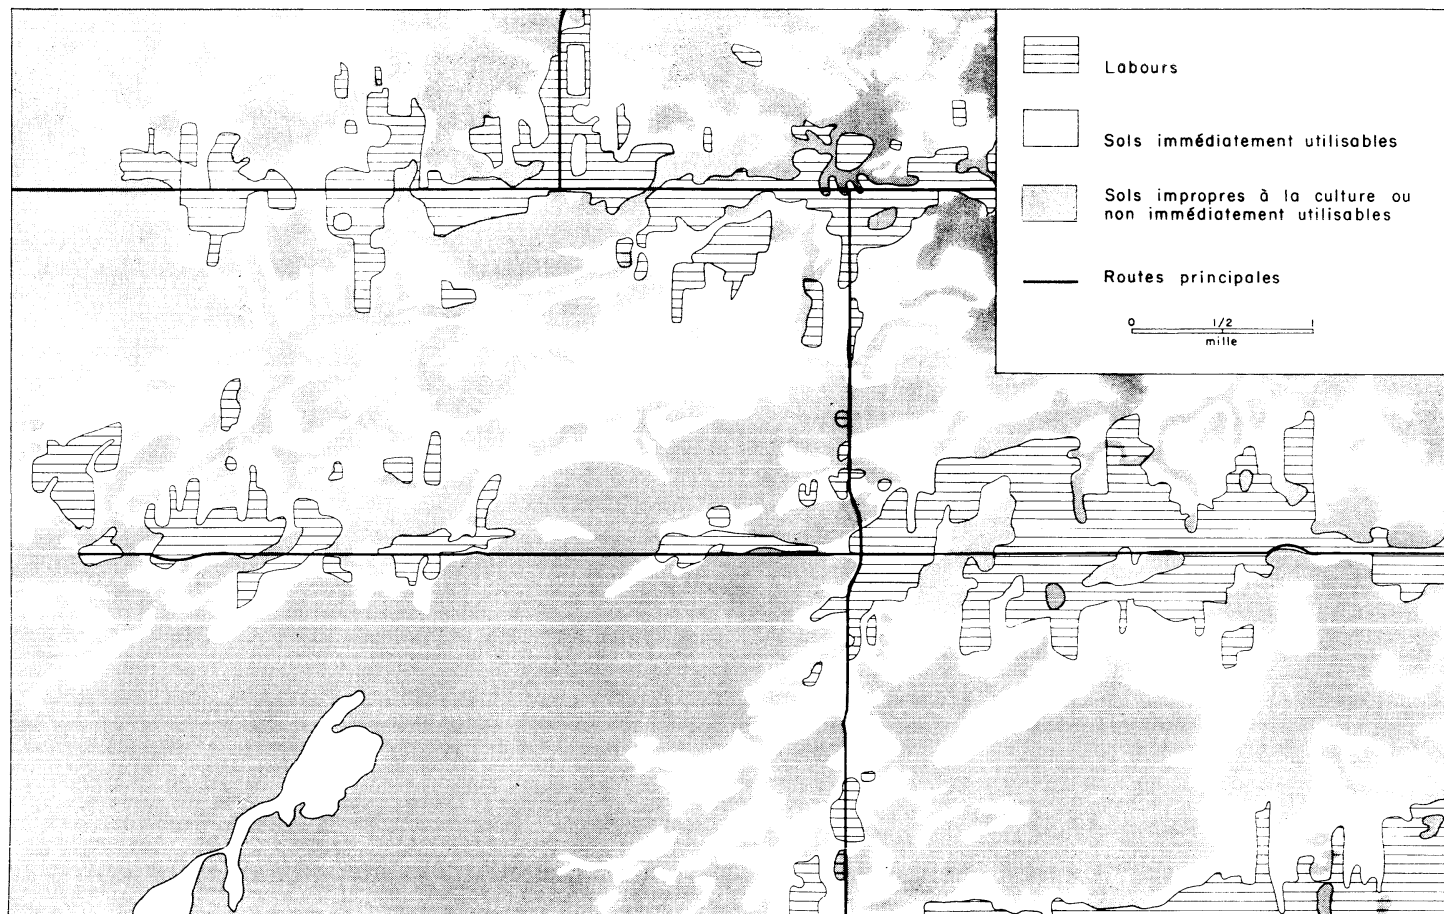 Labours
Sols immédiatement utilisables
Sols impropres à la culture ou
non immédiatement utilisables
Routes principales
0 1/2 1
mille